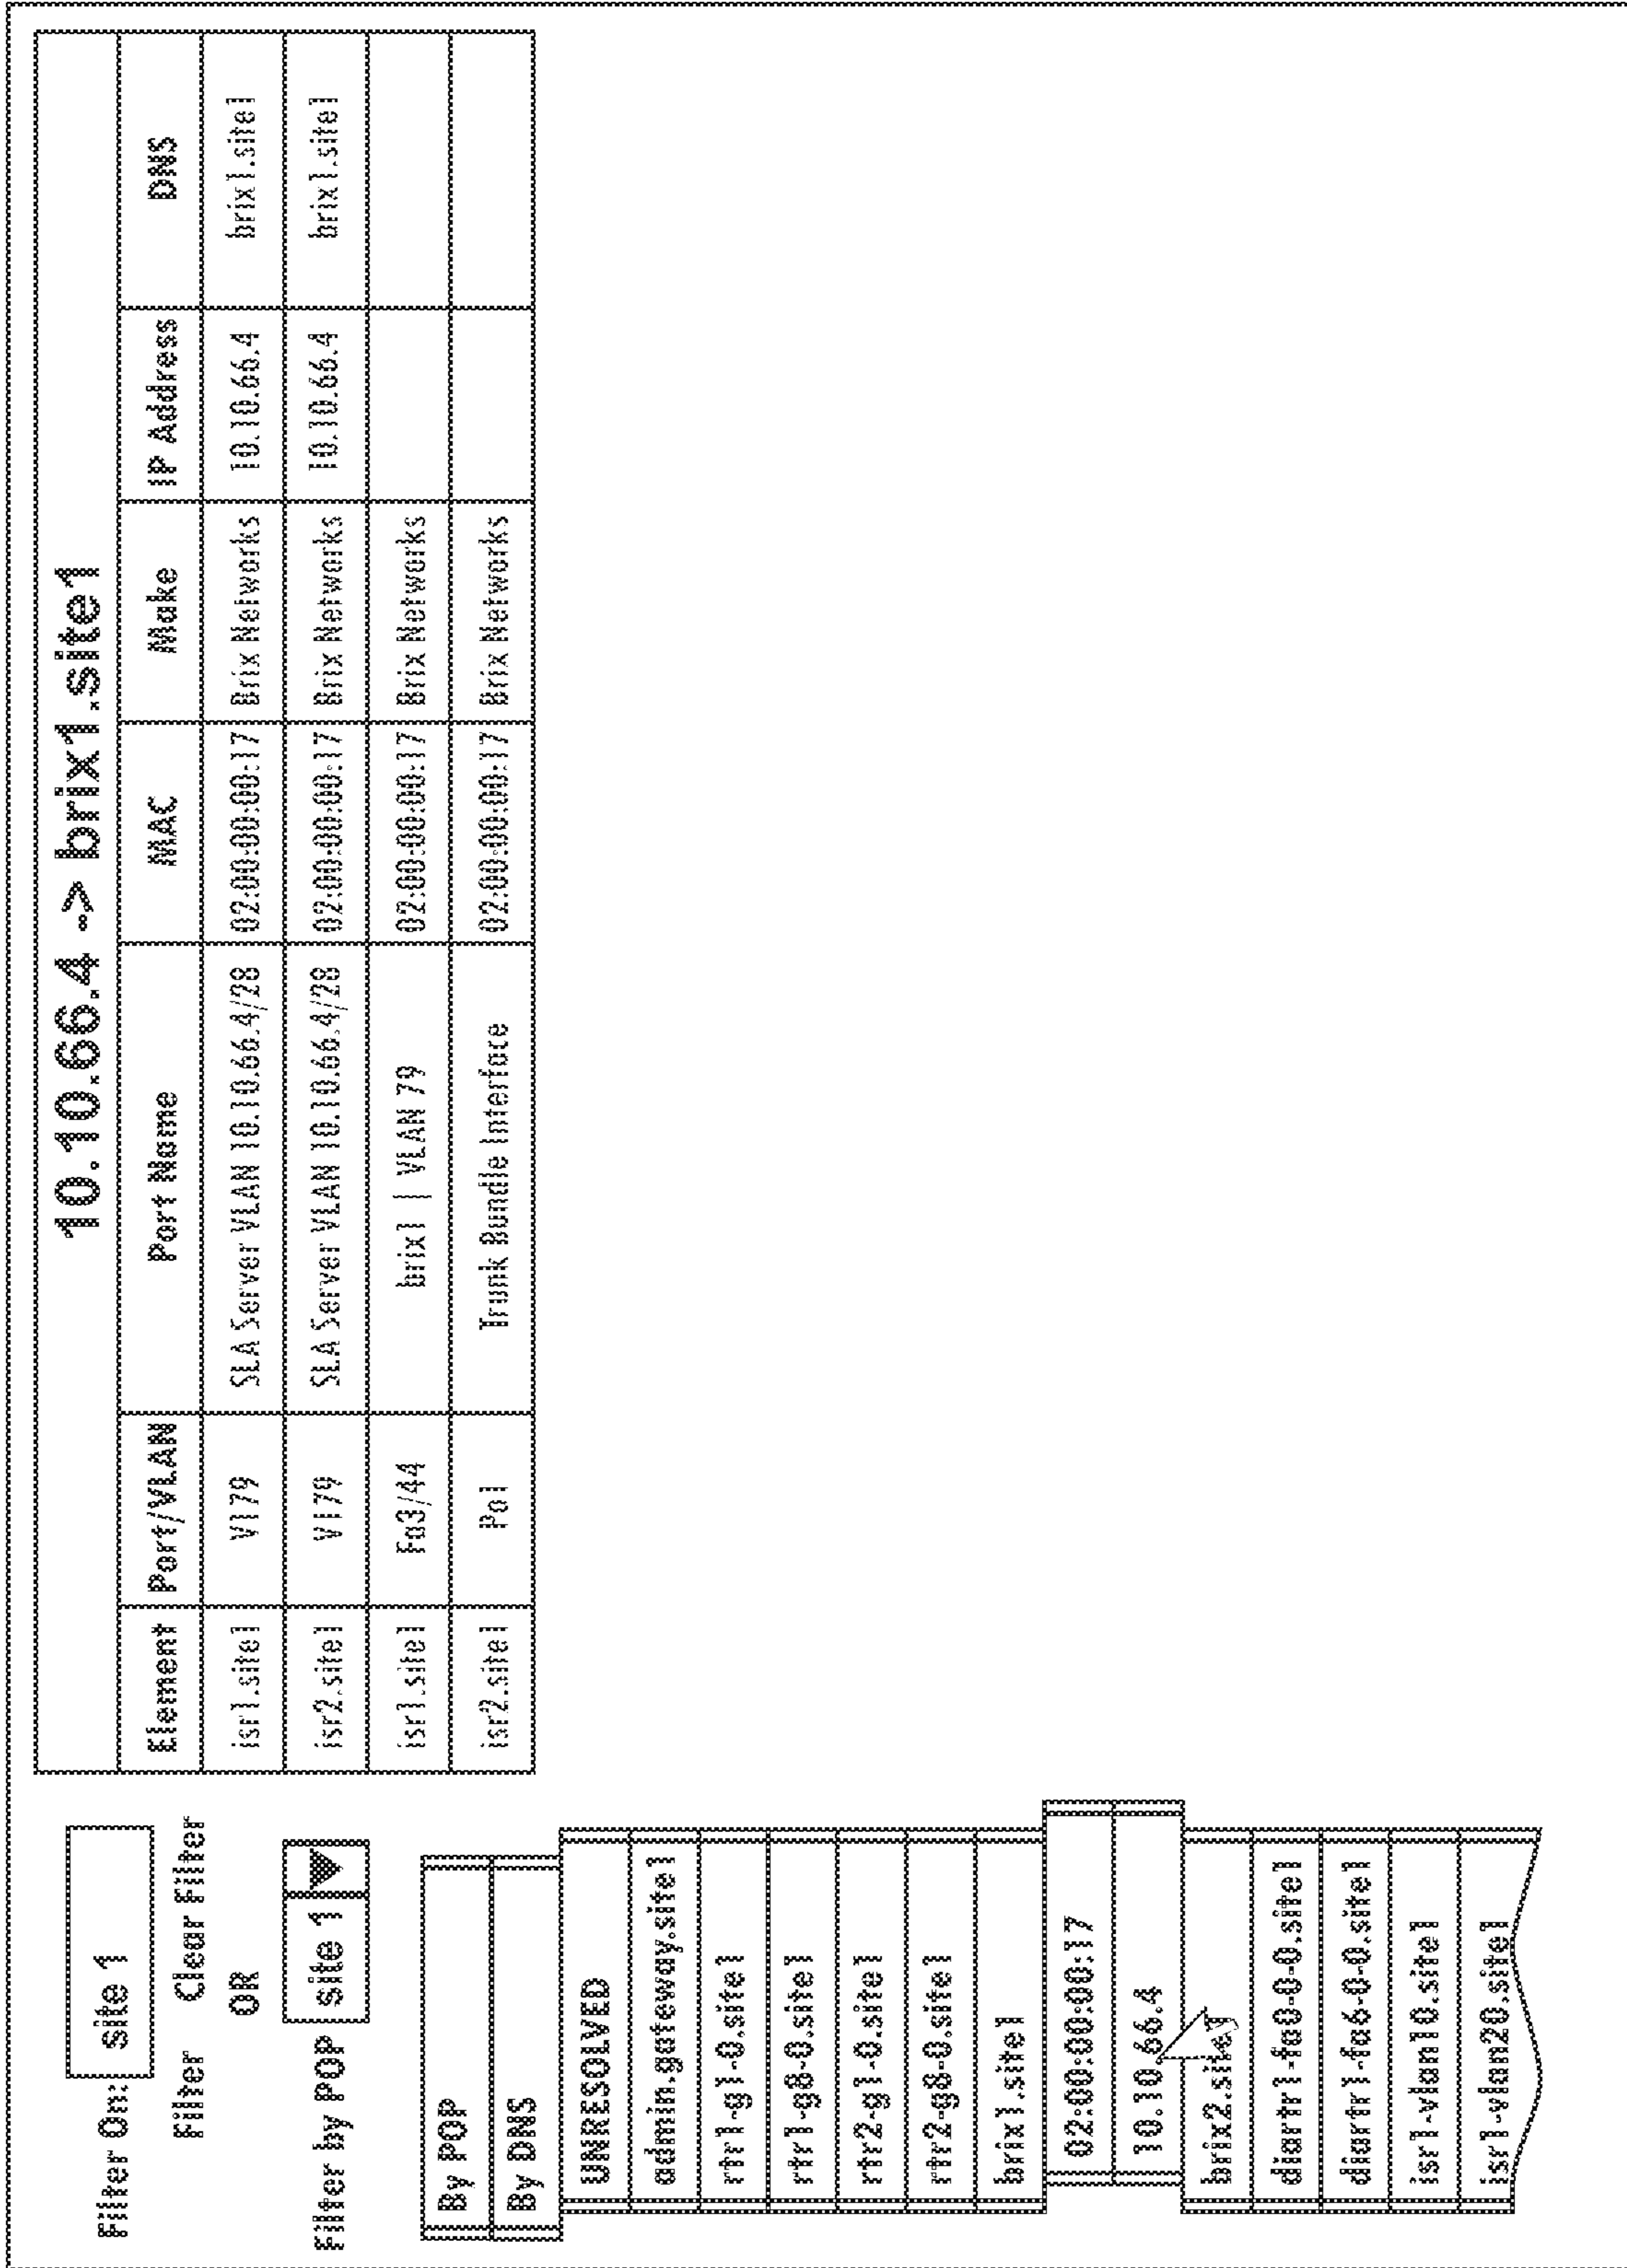 Filter On: site 1
Filter Clear Filter
OR
Filter by POP site 1
By POP
By DNS
UNRESOLVED
admin.gateway.site1
rtr1-g1-0.site1
rtr1-g8-0.site1
rtr2-g1-0.site1
rtr2-g8-0.site1
brix1.site1
02:00:00:00:17
10.10.66.4
brix2.site1
diartr1-fa0-0-0.site1
diartr1-fa6-0-0.site1
isr1-vlan10.site1
isr1-vlan20.site1
10.10.66.4 -> brix1.site1
Element Port/VLAN Port Name MAC Make IP Address DNS
isr1.site1 Vl79 SLA Server VLAN 10.10.66.4/28 02:00:00:00:17 Brix Networks 10.10.66.4 brix1.site1
isr2.site1 Vl79 SLA Server VLAN 10.10.66.4/28 02:00:00:00:17 Brix Networks 10.10.66.4 brix1.site1
isr1.site1 Fa3/44 brix1 | VLAN 79 02:00:00:00:17 Brix Networks
isr2.site1 Po1 Trunk Bundle Interface 02:00:00:00:17 Brix Networks